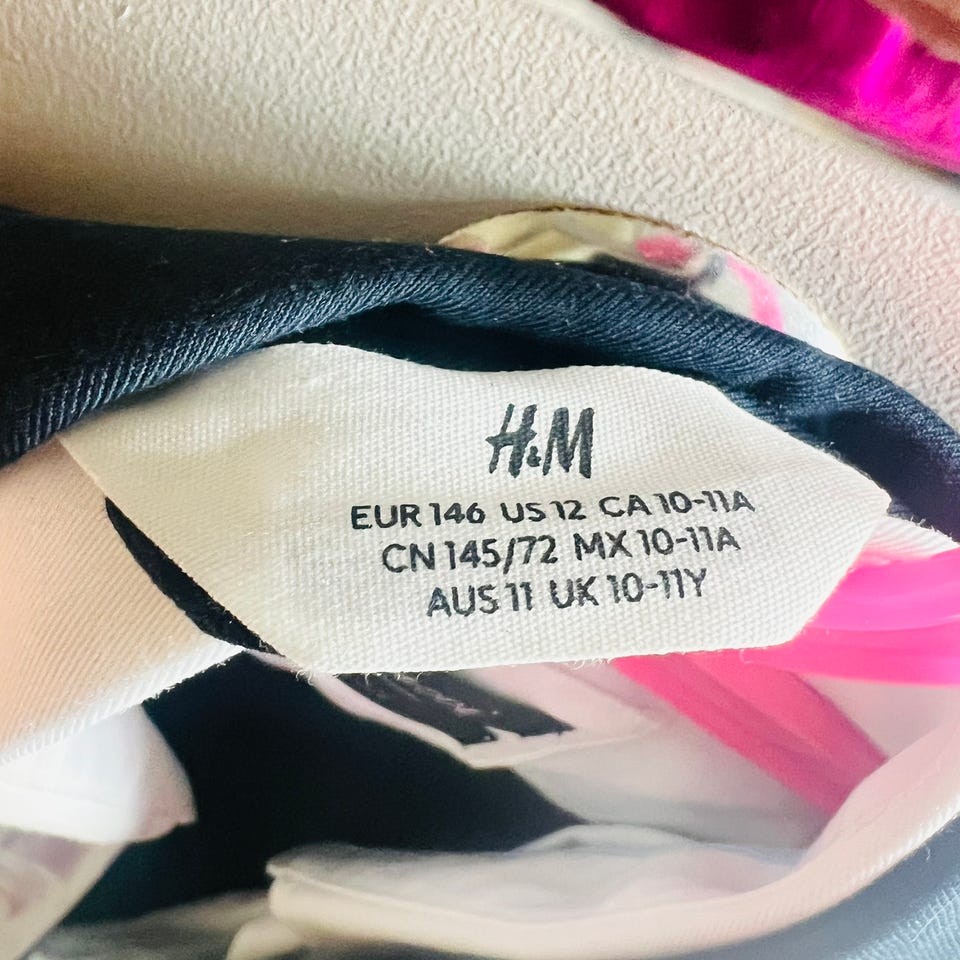 H&M
EUR 146 US 12 CA 10-11A
CN 145/72 MX 10-11A
AUS 11 UK 10-11Y